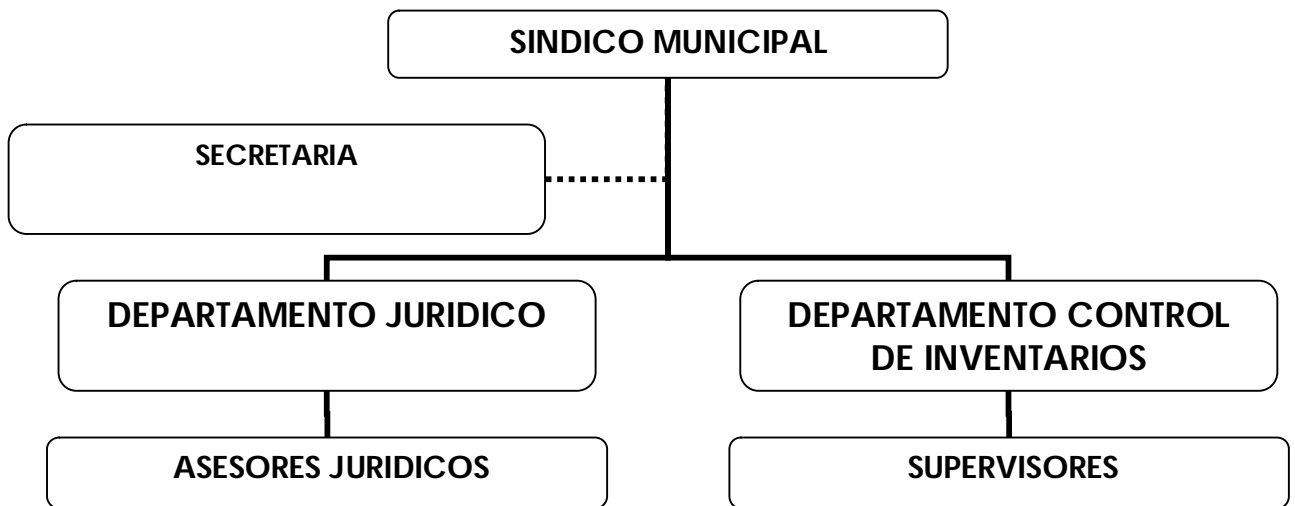 SINDICO MUNICIPAL
SECRETARIA
DEPARTAMENTO JURIDICO
DEPARTAMENTO CONTROL
DE INVENTARIOS
ASESORES JURIDICOS
SUPERVISORES